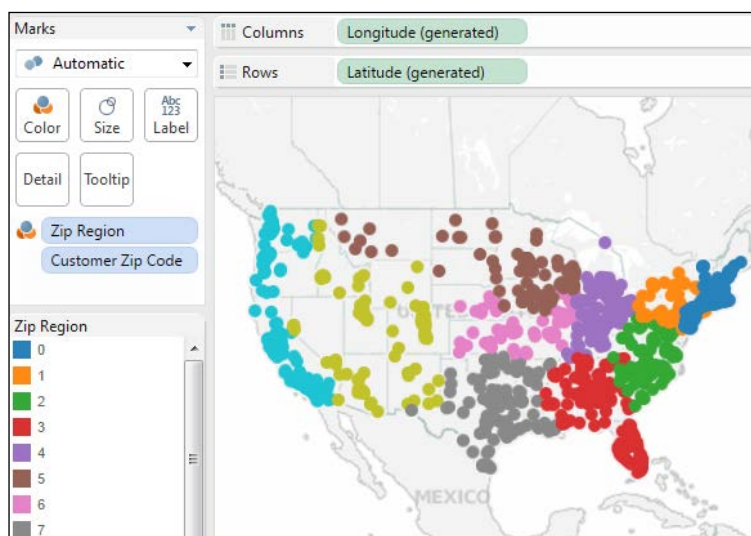 Marks
Automatic
Color
Size
Abc
123
Label
Detail
Tooltip
Zip Region
Customer Zip Code
Zip Region
0
1
2
3
4
5
6
7
Columns
Longitude (generated)
Rows
Latitude (generated)
MEXICO